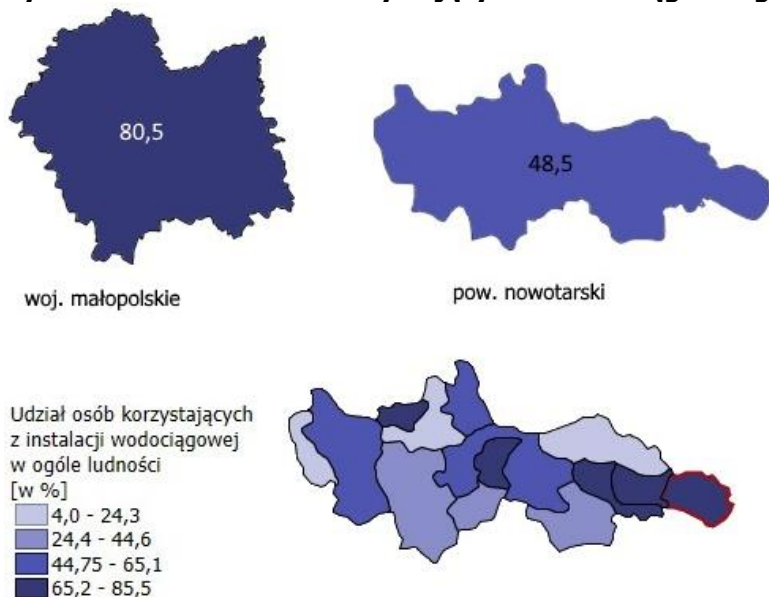 80,5
48,5
woj. małopolskie
pow. nowotarski
Udział osób korzystających
z instalacji wodociągowej
w ogóle ludności
[w %]
4,0 - 24,3
24,4 - 44,6
44,75 - 65,1
65,2 - 85,5